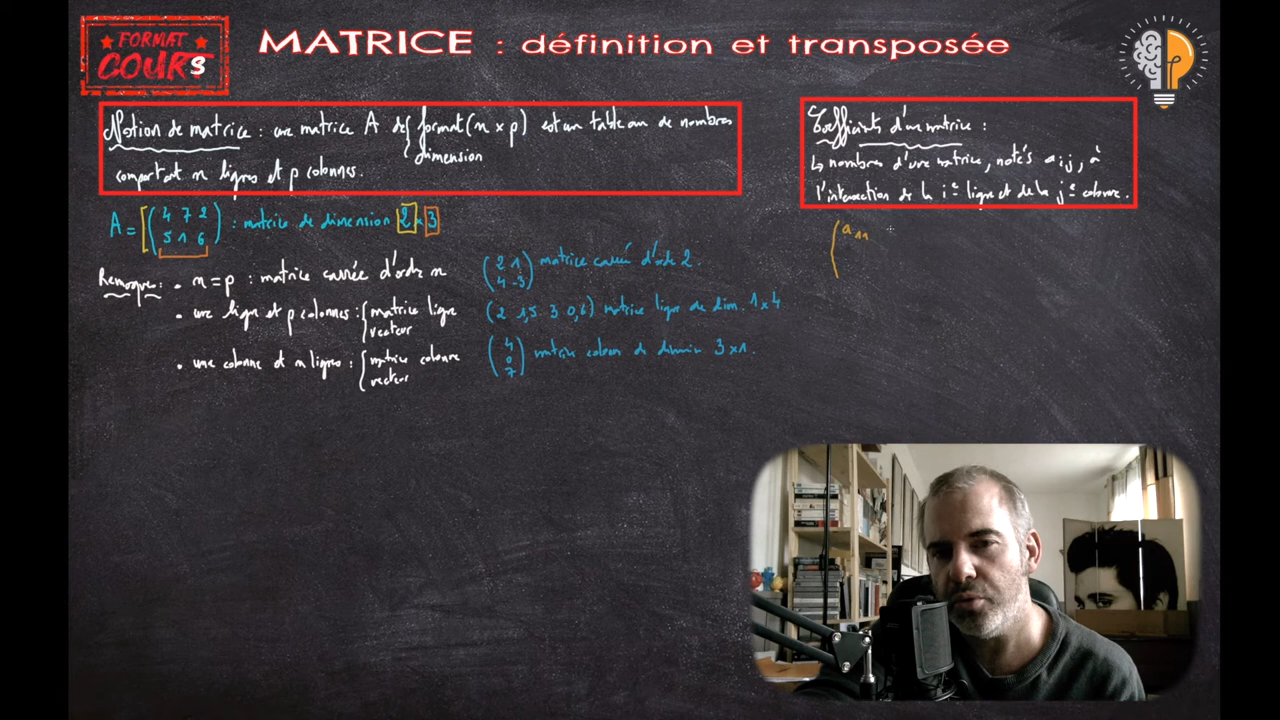 FORMAT
COURS
MATRICE : définition et transposée
Notion de matrice : une matrice A de { format (n x p) est un tableau de nombres
dimension
comportant n lignes et p colonnes.
Coefficients d'une matrice :
↳ nombres d'une matrice, notés a i,j, à
l'intersection de la i e ligne et de la j e colonne.
A = ( 4 7 2
5 1 6 ) : matrice de dimension 2 x 3
( a 11
Remarque : • n = p : matrice carrée d'ordre n
( 2 1
4 -3 ) matrice carrée d'ordre 2.
• une ligne et p colonnes : { matrice ligne
vecteur
(2 1,5 3 0,6) matrice ligne de dim. 1 x 4
• une colonne et n lignes : { matrice colonne
vecteur
( 4
0
7 ) matrice colonne de dimension 3 x 1.